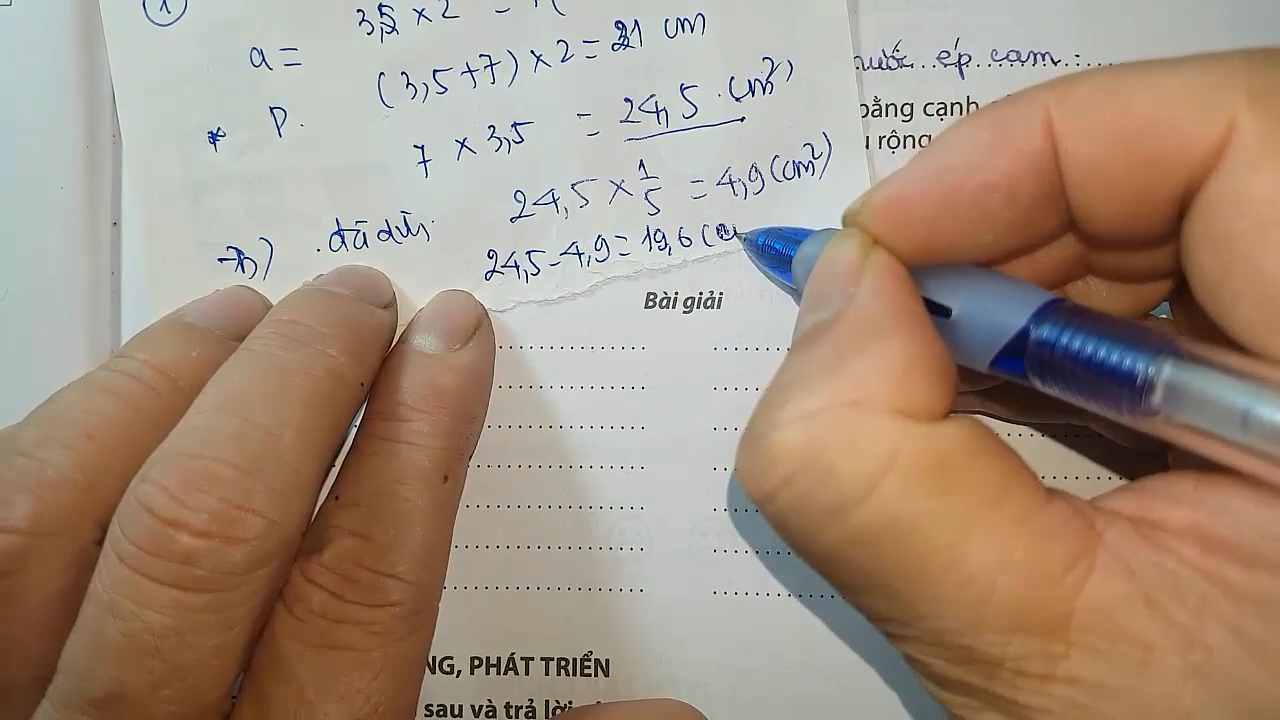 1
a = 3,5 × 2 =
* P. (3,5+7) × 2 = 21 cm
7 × 3,5 = 24,5 (cm²)
24,5 × 1/5 = 4,9 (cm²)
b) đã dùng
24,5 - 4,9 = 19,6 (c
nước ép cam :
bằng cạnh
rộng
Bài giải
NG, PHÁT TRIỂN
sau và trả lời